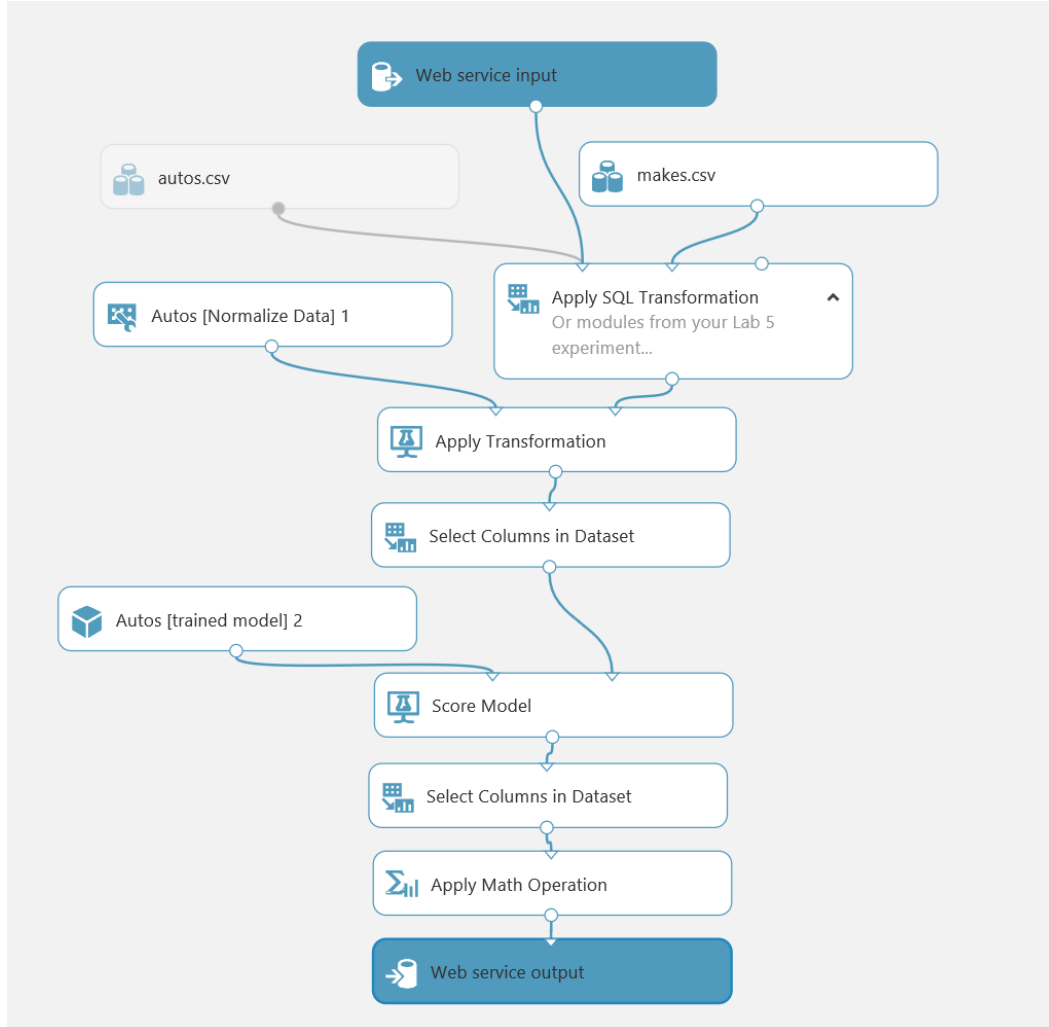 Web service input
autos.csv
makes.csv
Apply SQL Transformation
Or modules from your Lab 5
experiment...
Autos [Normalize Data] 1
Apply Transformation
Select Columns in Dataset
Autos [trained model] 2
Score Model
Select Columns in Dataset
Apply Math Operation
Web service output